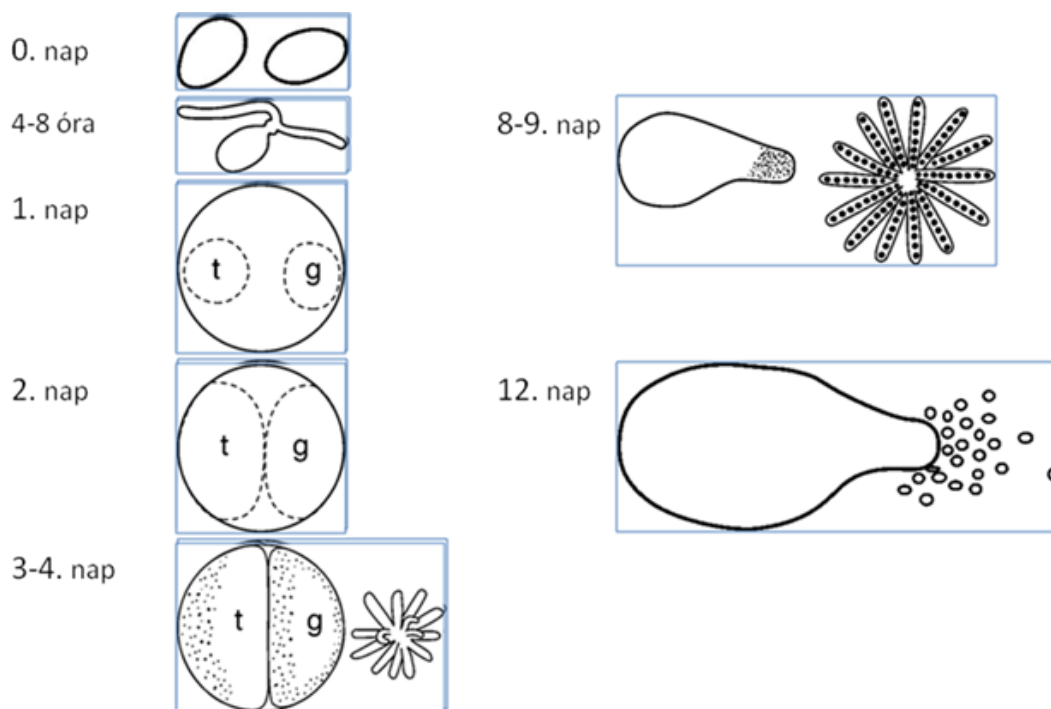 0. nap
4-8 óra
1. nap
t g
2. nap
t g
3-4. nap
t g
8-9. nap
12. nap